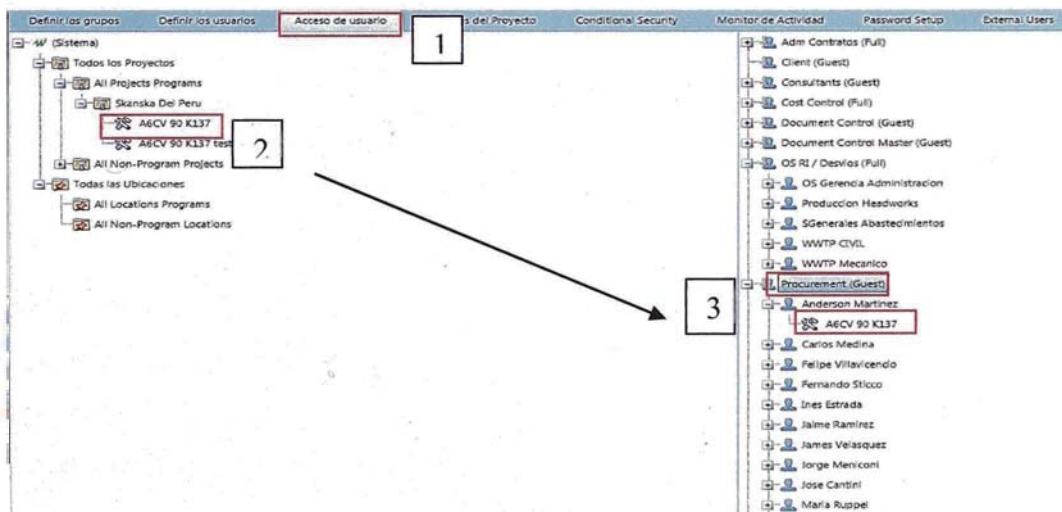 Definir los grupos Definir los usuarios Acceso de usuario s del Proyecto Conditional Security Monitor de Actividad Password Setup External Users
1
(Sistema)
Todos los Proyectos
All Projects Programs
Skanska Del Peru
A6CV 90 K137
A6CV 90 K137 test
2
All Non-Program Projects
Todas las Ubicaciones
All Locations Programs
All Non-Program Locations
Adm Contratos (Full)
Client (Guest)
Consultants (Guest)
Cost Control (Full)
Document Control (Guest)
Document Control Master (Guest)
OS RI / Desvios (Full)
OS Gerencia Administracion
Produccion Headworks
SGenerales Abastecimientos
WWTP CIVIL
WWTP Mecanico
3
Procurement (Guest)
Anderson Martinez
A6CV 90 K137
Carlos Medina
Felipe Villavicencio
Fernando Sticco
Ines Estrada
Jaime Ramirez
James Velasquez
Jorge Meniconi
Jose Cantini
Maria Ruppel